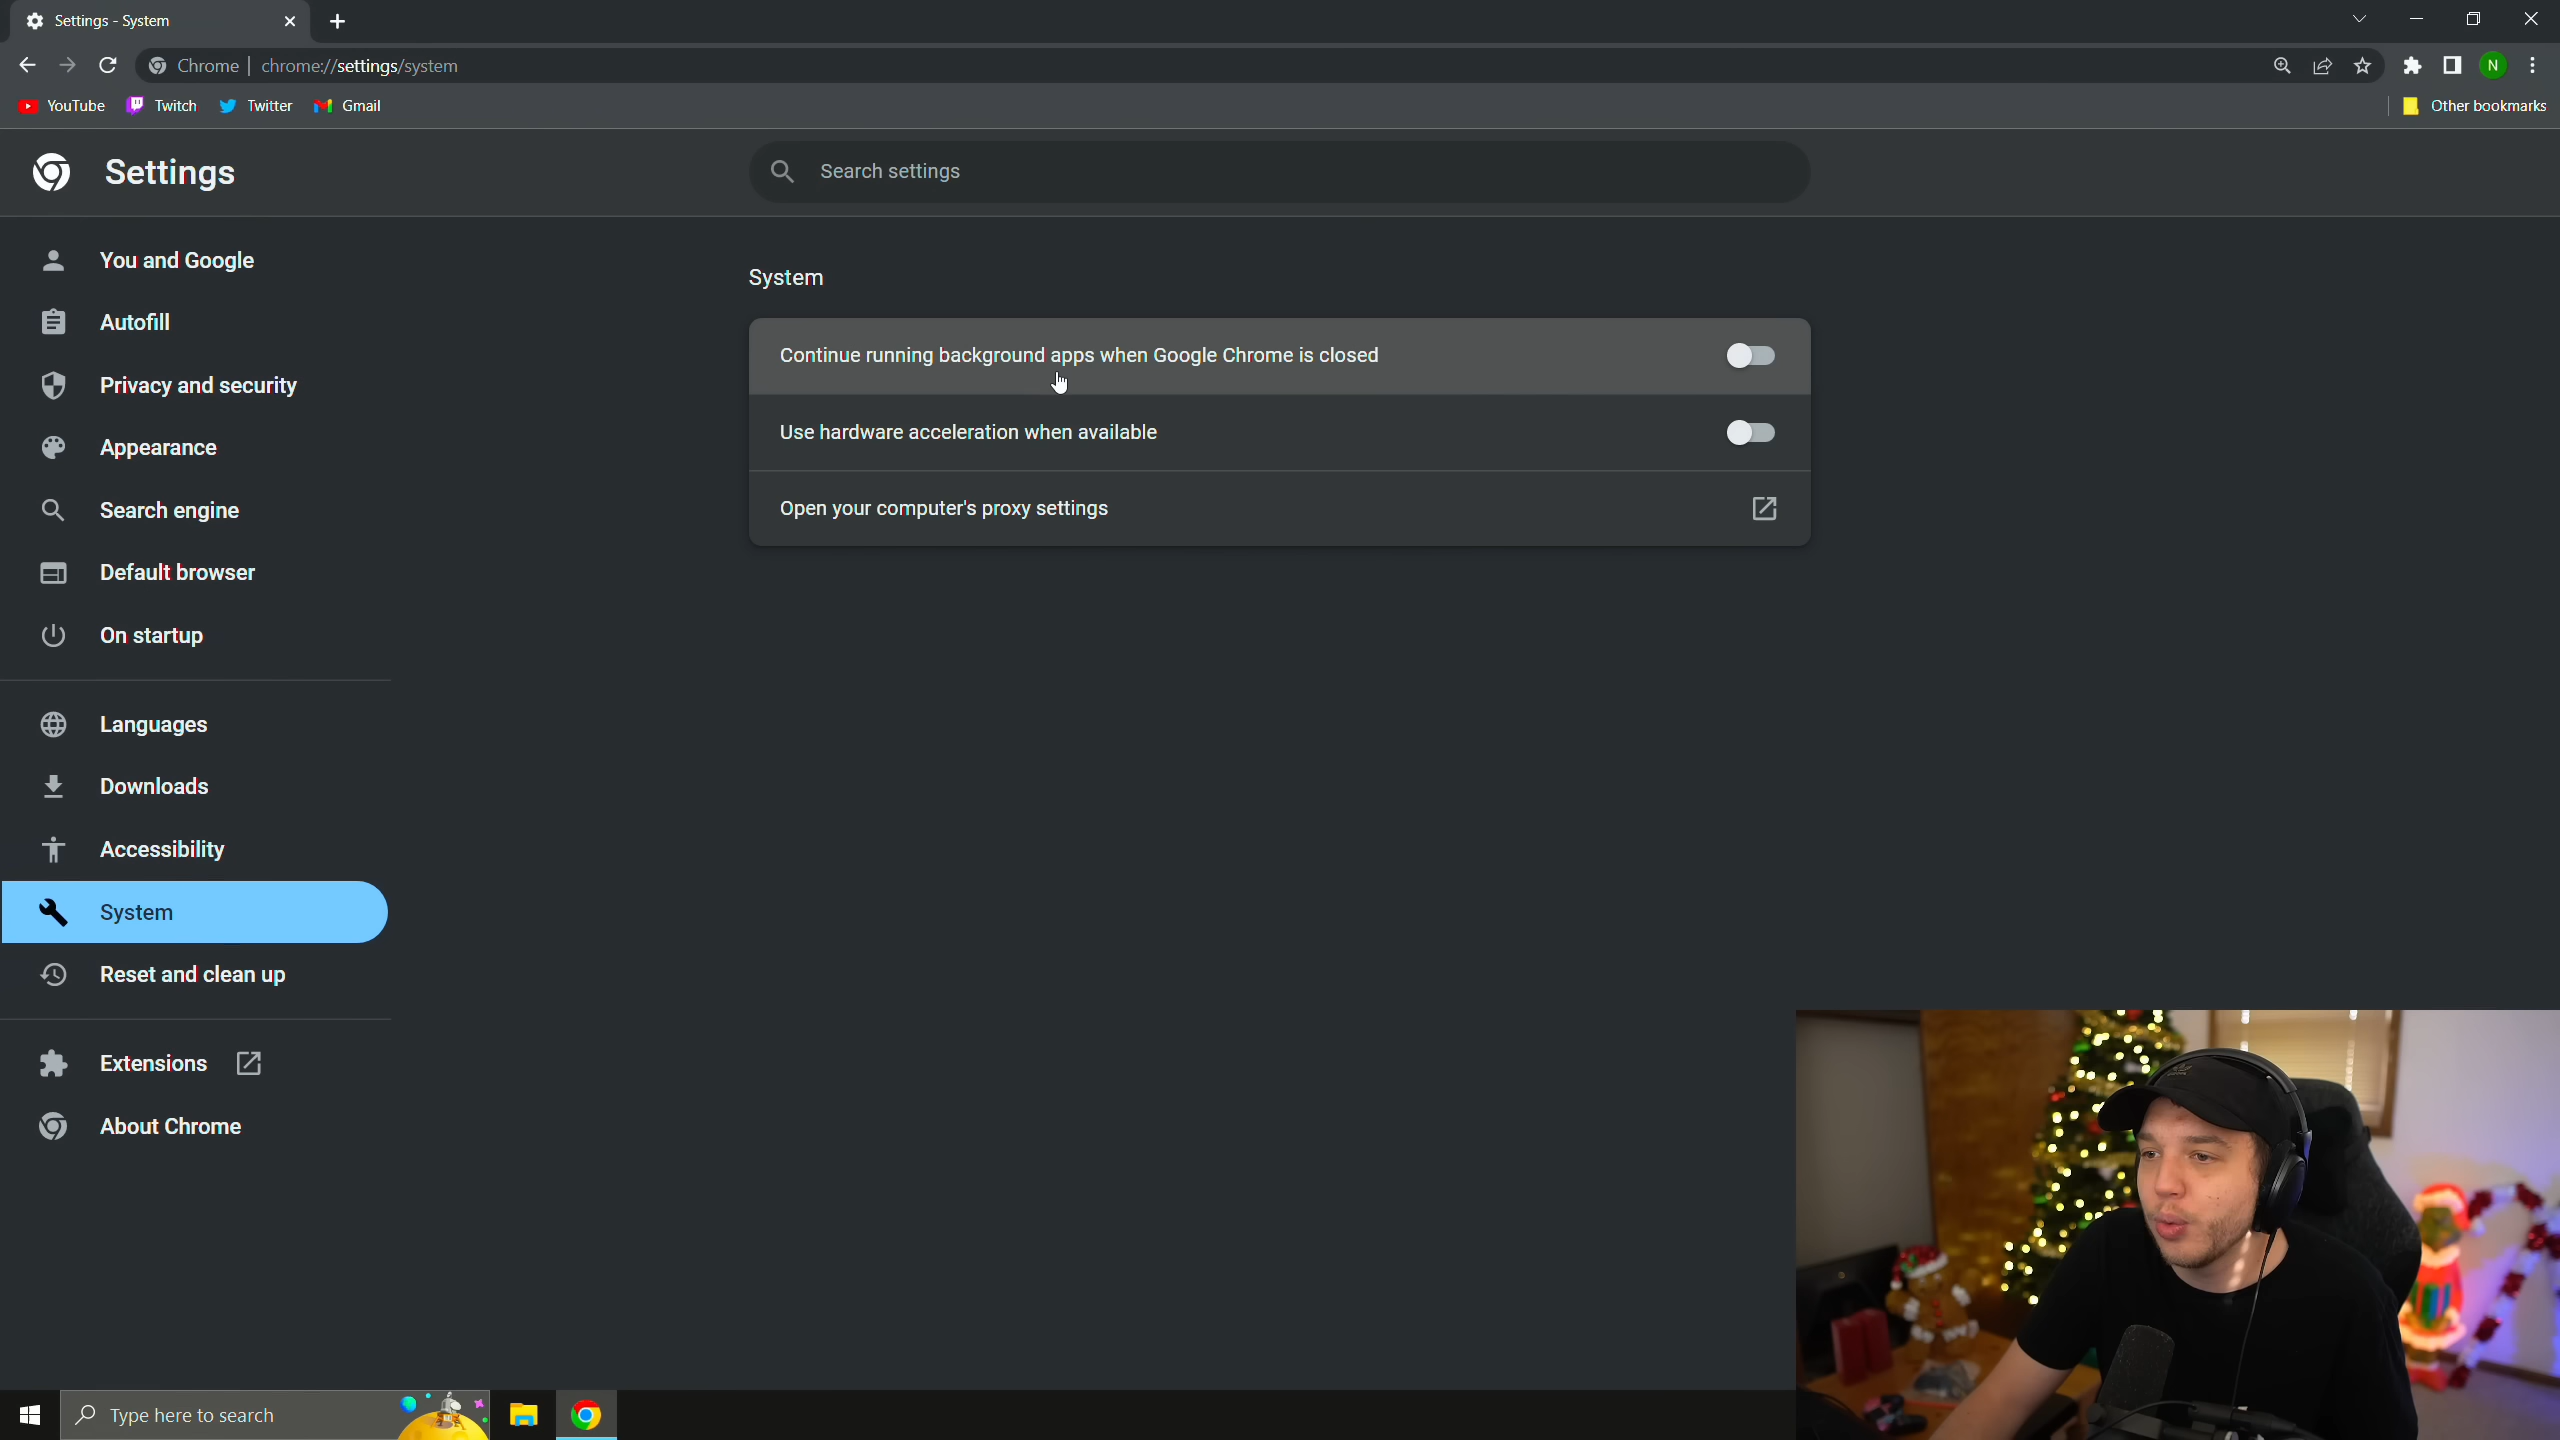 Settings - System
Chrome | chrome://settings/system
YouTube Twitch Twitter Gmail Other bookmarks
N
Settings
Search settings
You and Google
Autofill
Privacy and security
Appearance
Search engine
Default browser
On startup
Languages
Downloads
Accessibility
System
Reset and clean up
Extensions
About Chrome
System
Continue running background apps when Google Chrome is closed
Use hardware acceleration when available
Open your computer's proxy settings
Type here to search